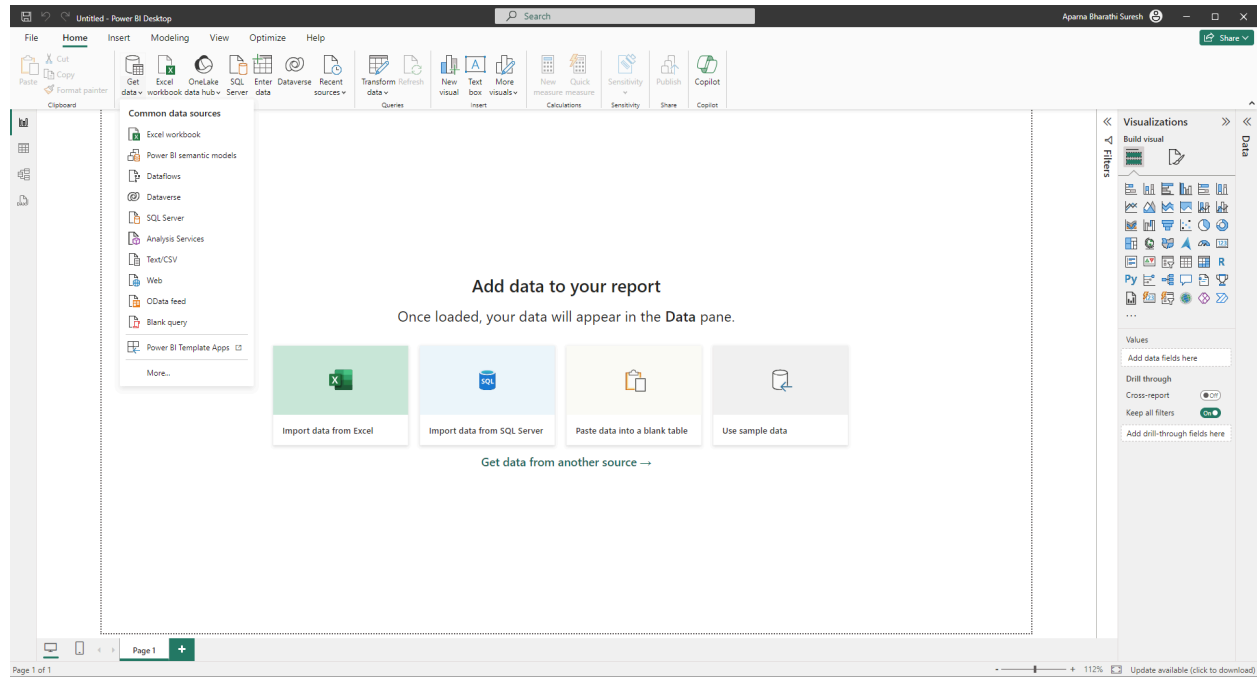 Untitled - Power BI Desktop
Search
Aparna Bharathi Suresh
File Home Insert Modeling View Optimize Help
Share
Paste
Cut
Copy
Format painter
Clipboard
Get data
Excel workbook
OneLake data hub
SQL Server
Enter data
Dataverse
Recent sources
Transform data
Refresh
Queries
New visual
Text box
More visuals
Insert
New measure
Quick measure
Calculations
Sensitivity
Sensitivity
Publish
Share
Copilot
Copilot
Common data sources
Excel workbook
Power BI semantic models
Dataflows
Dataverse
SQL Server
Analysis Services
Text/CSV
Web
OData feed
Blank query
Power BI Template Apps
More...
Add data to your report
Once loaded, your data will appear in the Data pane.
SQL
Import data from Excel
Import data from SQL Server
Paste data into a blank table
Use sample data
Get data from another source →
Filters
Visualizations
Build visual
123
R
Py
...
Values
Add data fields here
Drill through
Cross-report
Off
Keep all filters
On
Add drill-through fields here
Data
Page 1
+
Page 1 of 1
- + 112%
Update available (click to download)